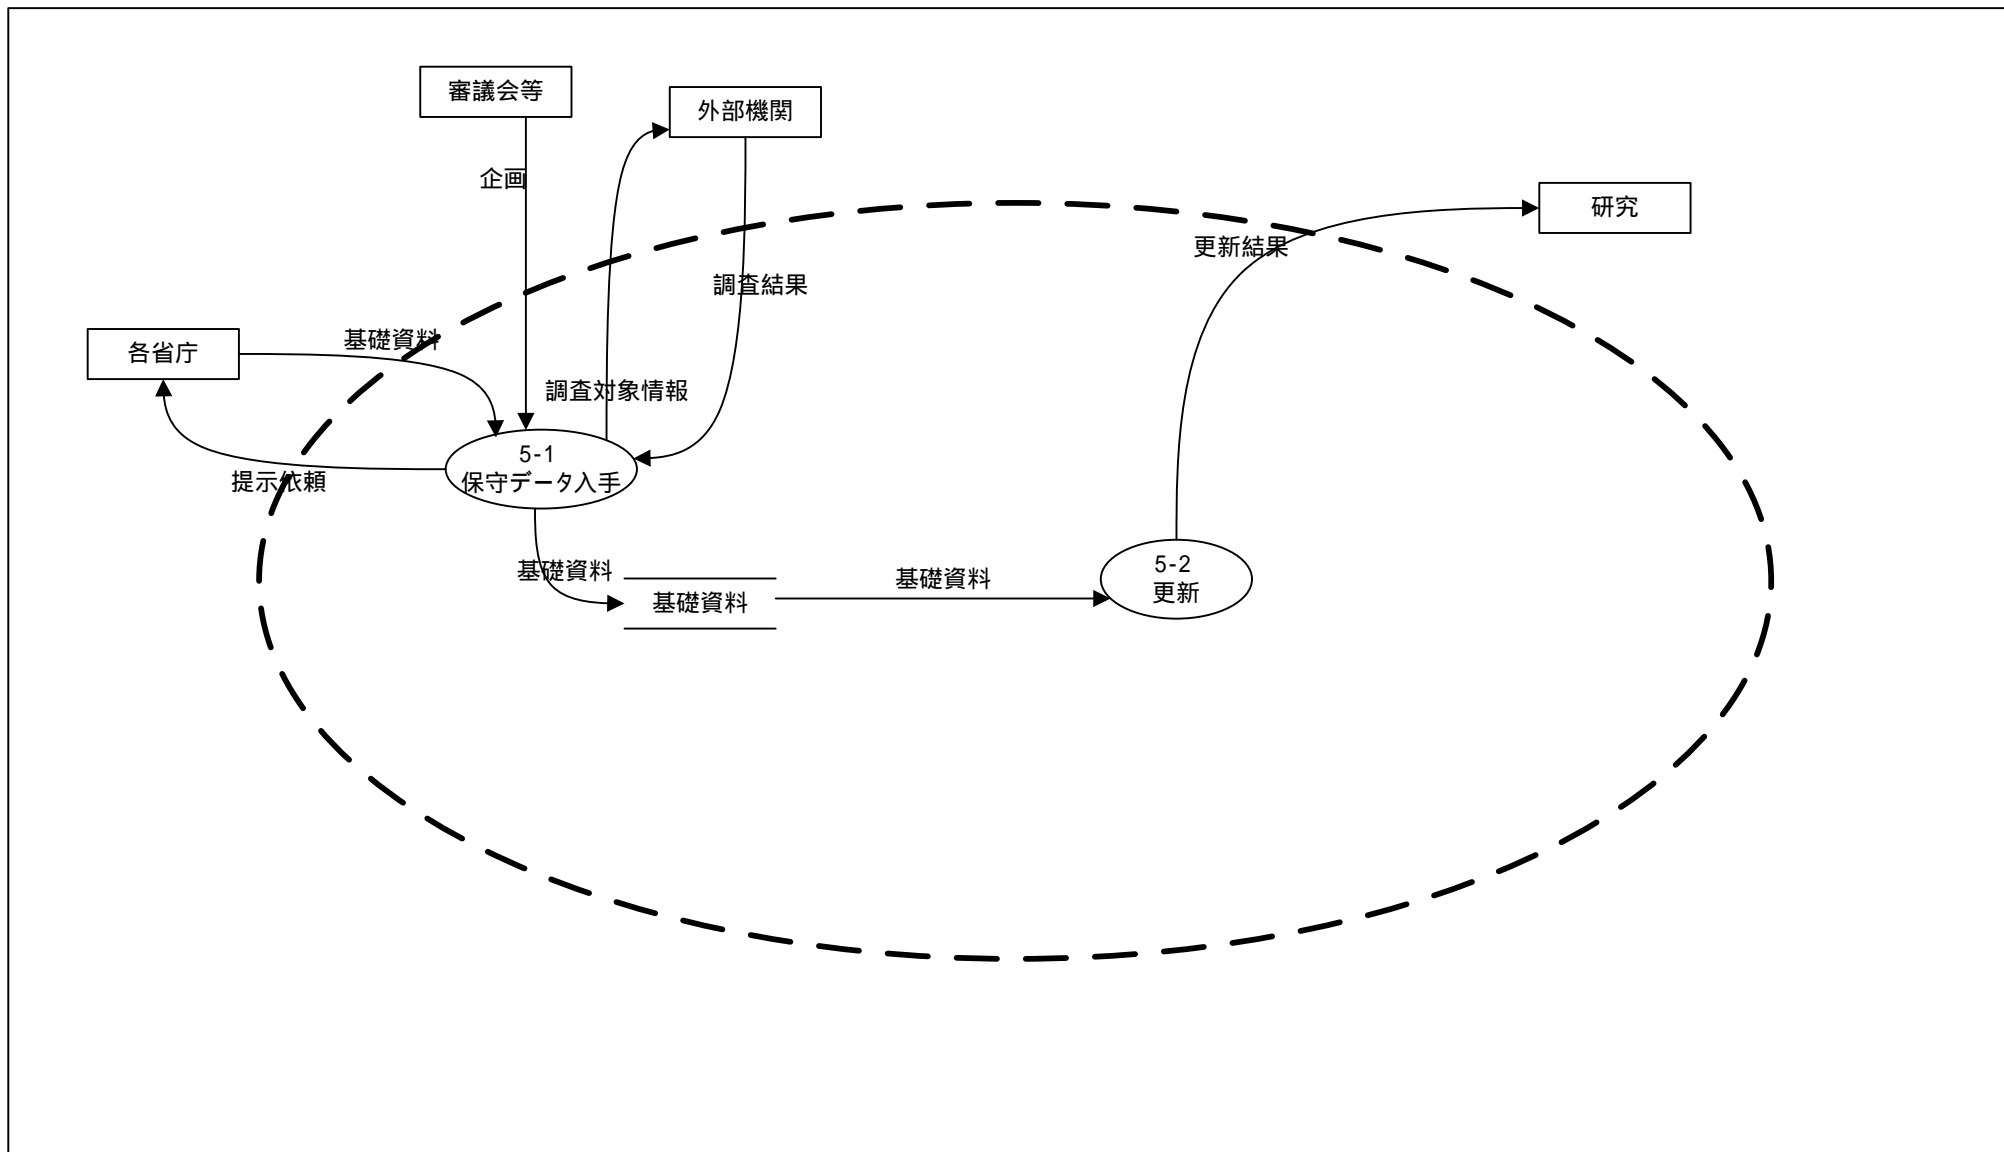 審議会等
外部機関
企画
研究
更新結果
調査結果
基礎資料
各省庁
調査対象情報
5-1
保守データ入手
提示依頼
基礎資料
基礎資料
基礎資料
5-2
更新